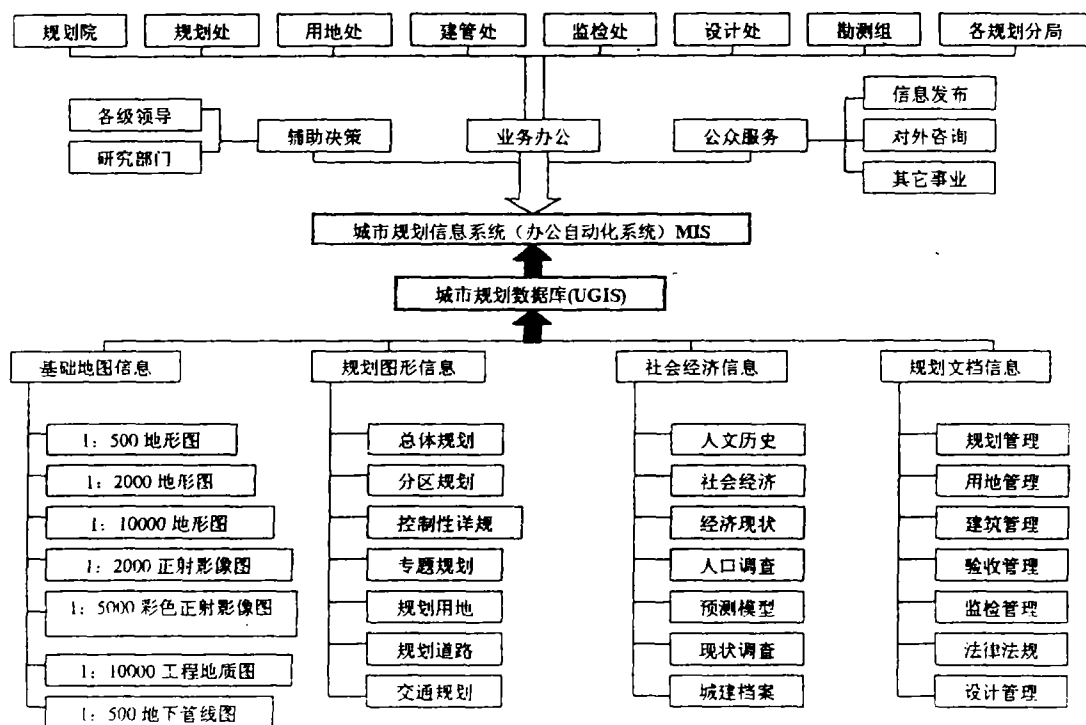 规划院 规划处 用地处 建管处 监检处 设计处 勘测组 各规划分局
各级领导
研究部门
辅助决策 业务办公 公众服务
信息发布
对外咨询
其它事业
城市规划信息系统（办公自动化系统）MIS
城市规划数据库(UGIS)
基础地图信息
1：500 地形图
1：2000 地形图
1：10000 地形图
1：2000 正射影像图
1：5000 彩色正射影像图
1：10000 工程地质图
1：500 地下管线图
规划图形信息
总体规划
分区规划
控制性详规
专题规划
规划用地
规划道路
交通规划
社会经济信息
人文历史
社会经济
经济现状
人口调查
预测模型
现状调查
城建档案
规划文档信息
规划管理
用地管理
建筑管理
验收管理
监检管理
法律法规
设计管理